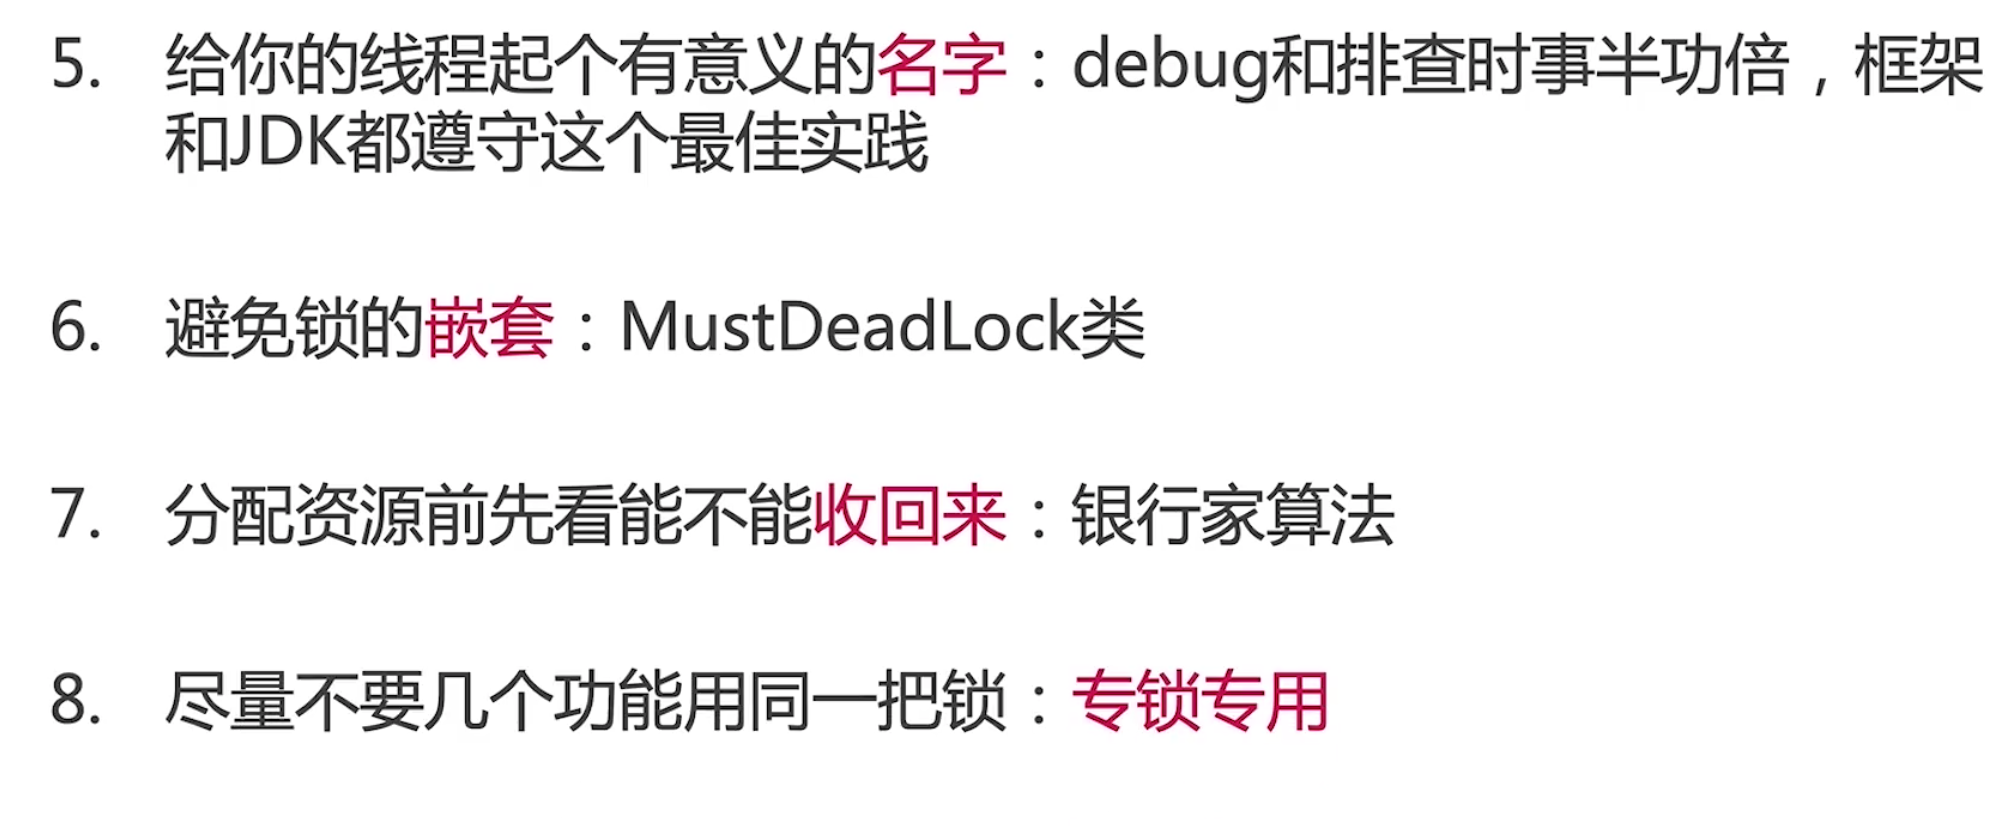 5. 给你的线程起个有意义的名字：debug和排查时事半功倍，框架
和JDK都遵守这个最佳实践
6. 避免锁的嵌套：MustDeadLock类
7. 分配资源前先看能不能收回来：银行家算法
8. 尽量不要几个功能用同一把锁：专锁专用